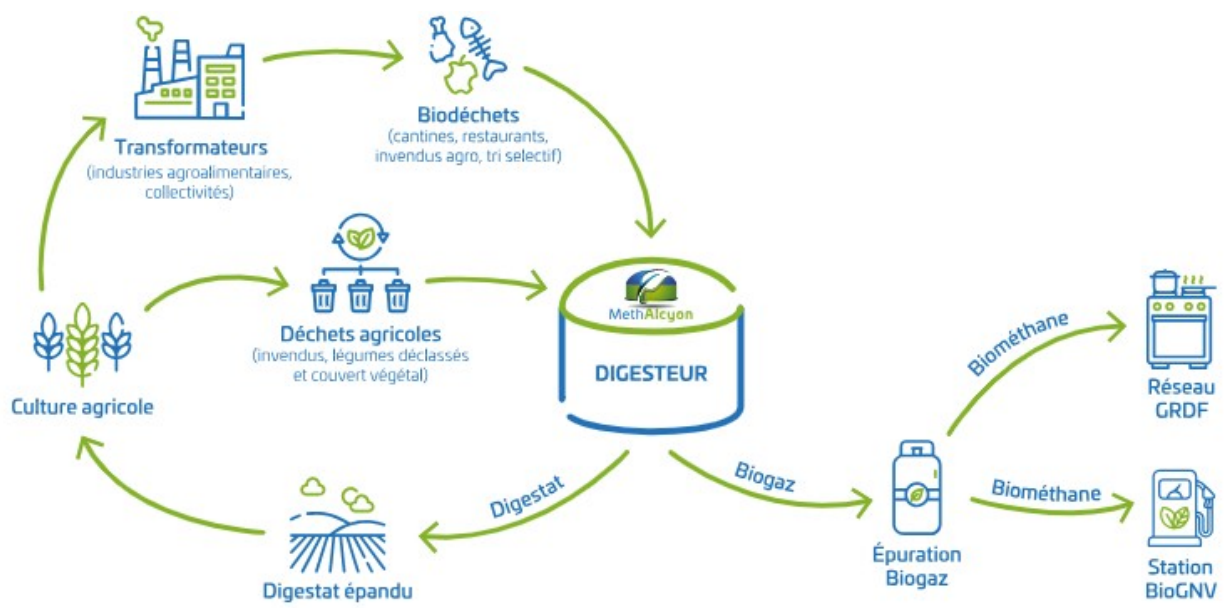 Transformateurs
(industries agroalimentaires,
collectivités)
Biodéchets
(cantines, restaurants,
invendus agro, tri selectif)
Déchets agricoles
(invendus, légumes déclassés
et couvert végétal)
Culture agricole
MethAlcyon
DIGESTEUR
Digestat
Digestat épandu
Biogaz
Épuration
Biogaz
Biométhane
Réseau
GRDF
Biométhane
Station
BioGNV